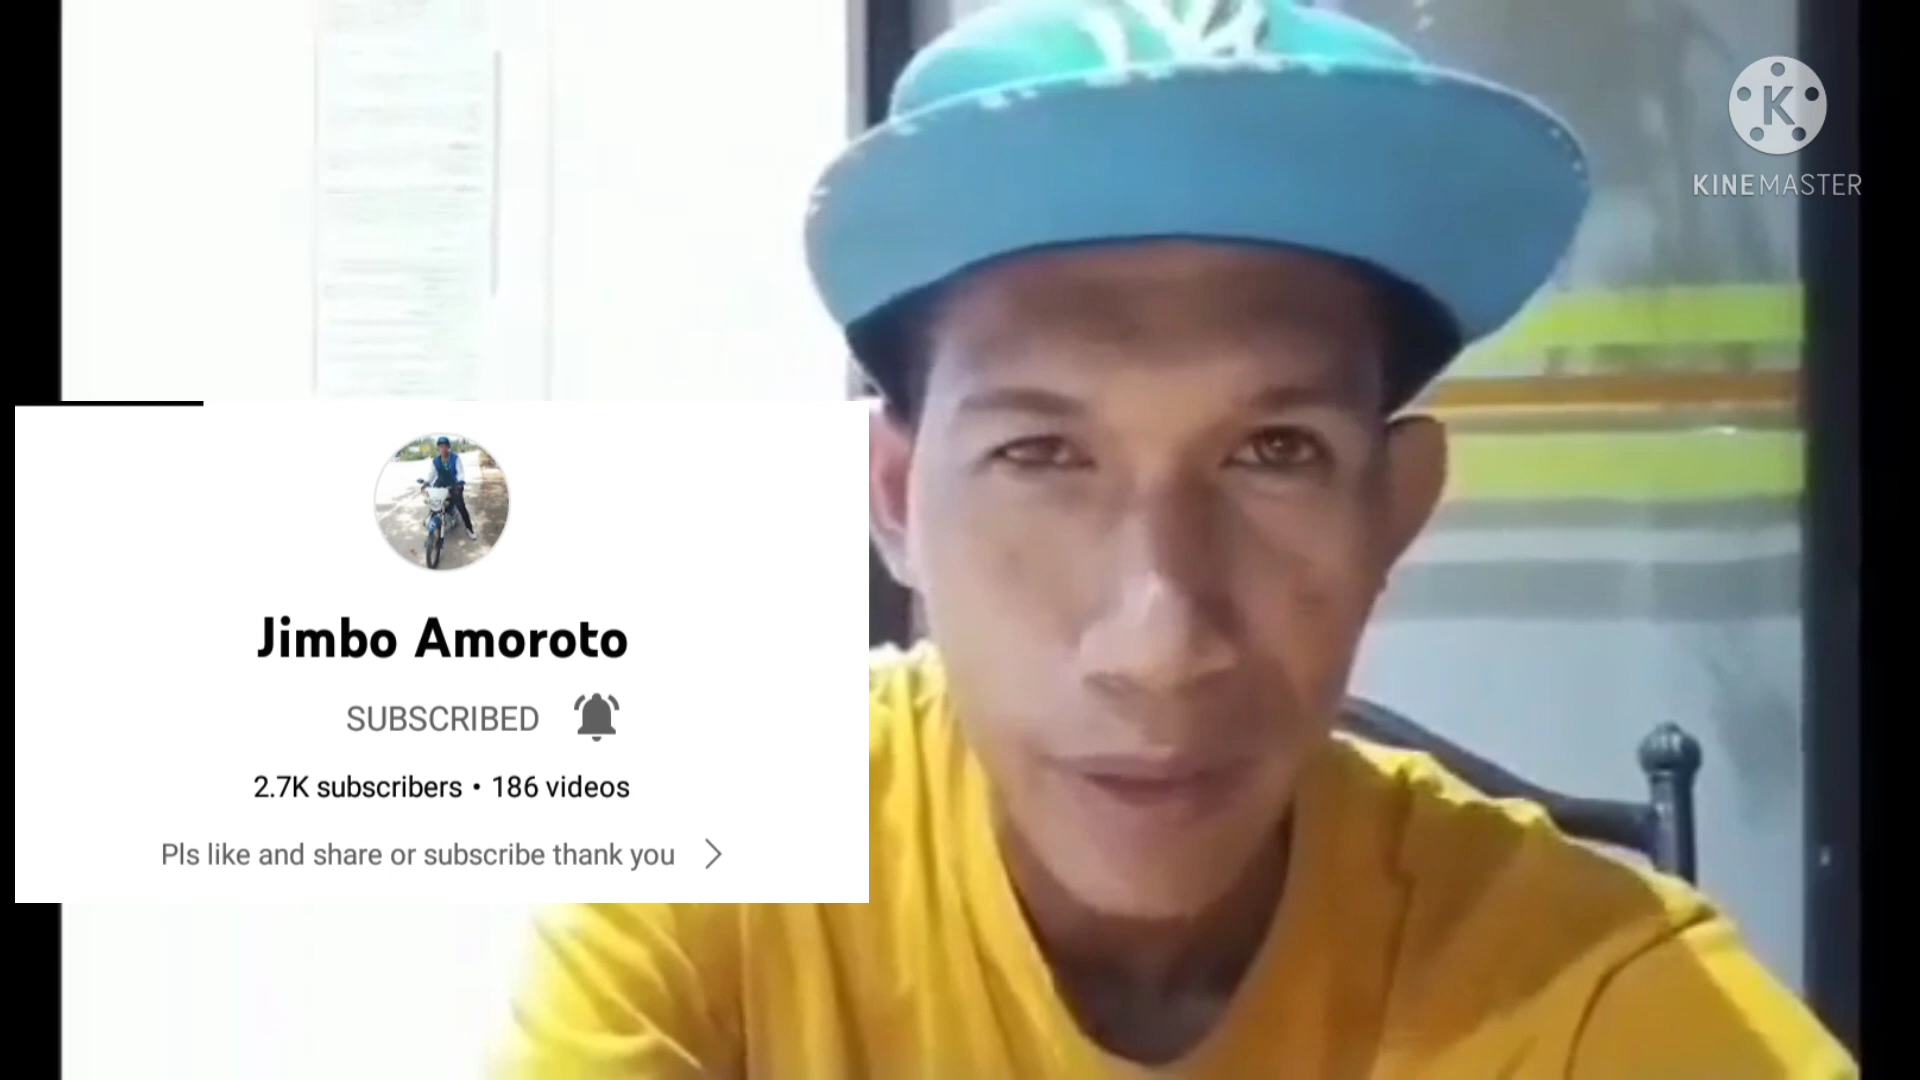 K
KINEMASTER
Jimbo Amoroto
SUBSCRIBED
2.7K subscribers • 186 videos
Pls like and share or subscribe thank you